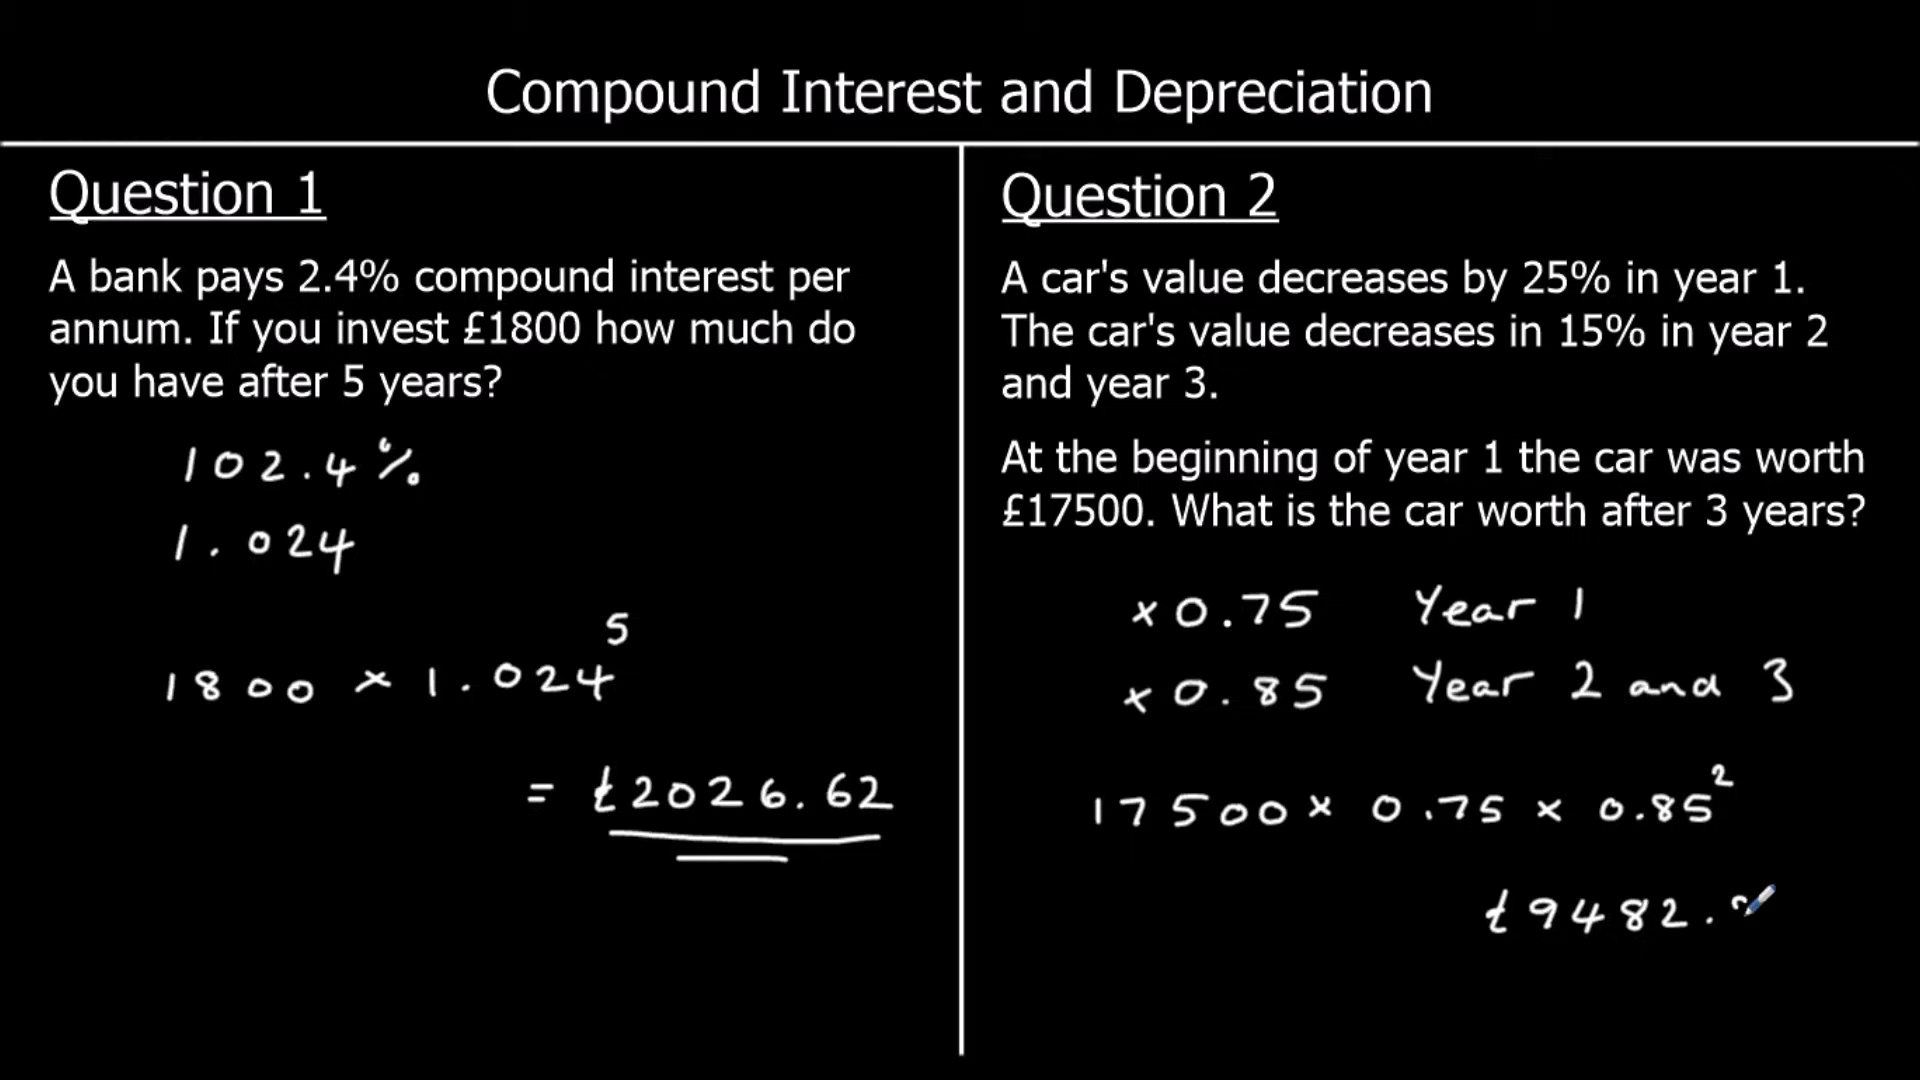 Compound Interest and Depreciation
Question 1
A bank pays 2.4% compound interest per
annum. If you invest £1800 how much do
you have after 5 years?
102.4%
1.024
1800 × 1.024⁵
= £2026.62
Question 2
A car's value decreases by 25% in year 1.
The car's value decreases in 15% in year 2
and year 3.
At the beginning of year 1 the car was worth
£17500. What is the car worth after 3 years?
×0.75 Year 1
×0.85 Year 2 and 3
17500 × 0.75 × 0.85²
£9482.